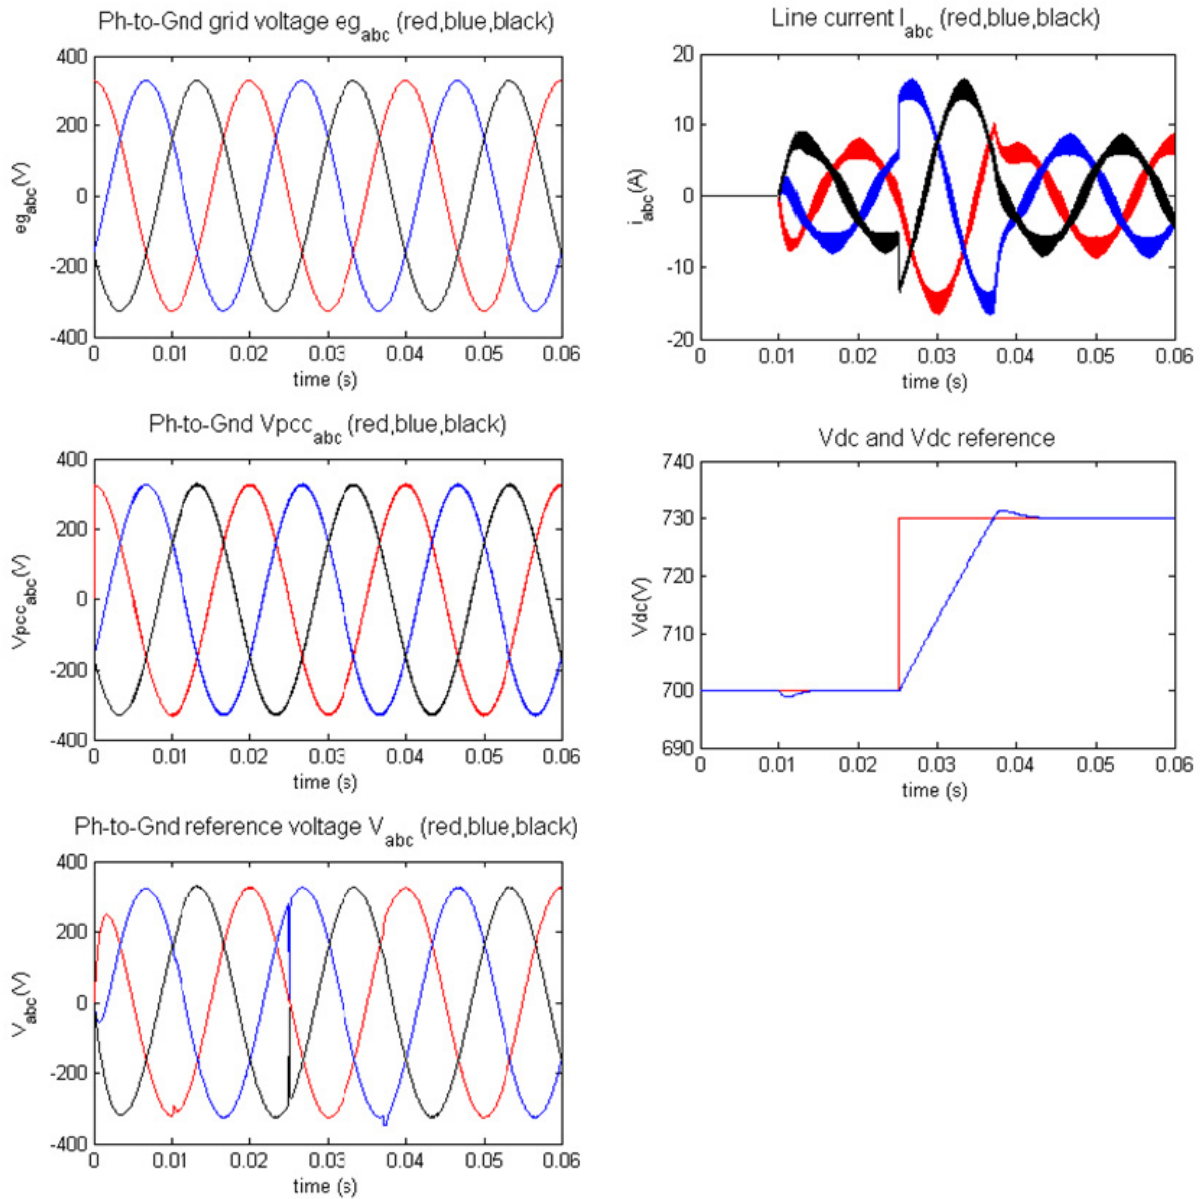 Ph-to-Gnd grid voltage eg_abc (red,blue,black)
400
200
0
-200
-400
eg_abc(V)
0 0.01 0.02 0.03 0.04 0.05 0.06
time (s)
Line current I_abc (red,blue,black)
20
10
0
-10
-20
i_abc(A)
0 0.01 0.02 0.03 0.04 0.05 0.06
time (s)
Ph-to-Gnd Vpcc_abc (red,blue,black)
400
200
0
-200
-400
Vpcc_abc(V)
0 0.01 0.02 0.03 0.04 0.05 0.06
time (s)
Vdc and Vdc reference
740
730
720
710
700
690
Vdc(V)
0 0.01 0.02 0.03 0.04 0.05 0.06
time (s)
Ph-to-Gnd reference voltage V_abc (red,blue,black)
400
200
0
-200
-400
V_abc(V)
0 0.01 0.02 0.03 0.04 0.05 0.06
time (s)